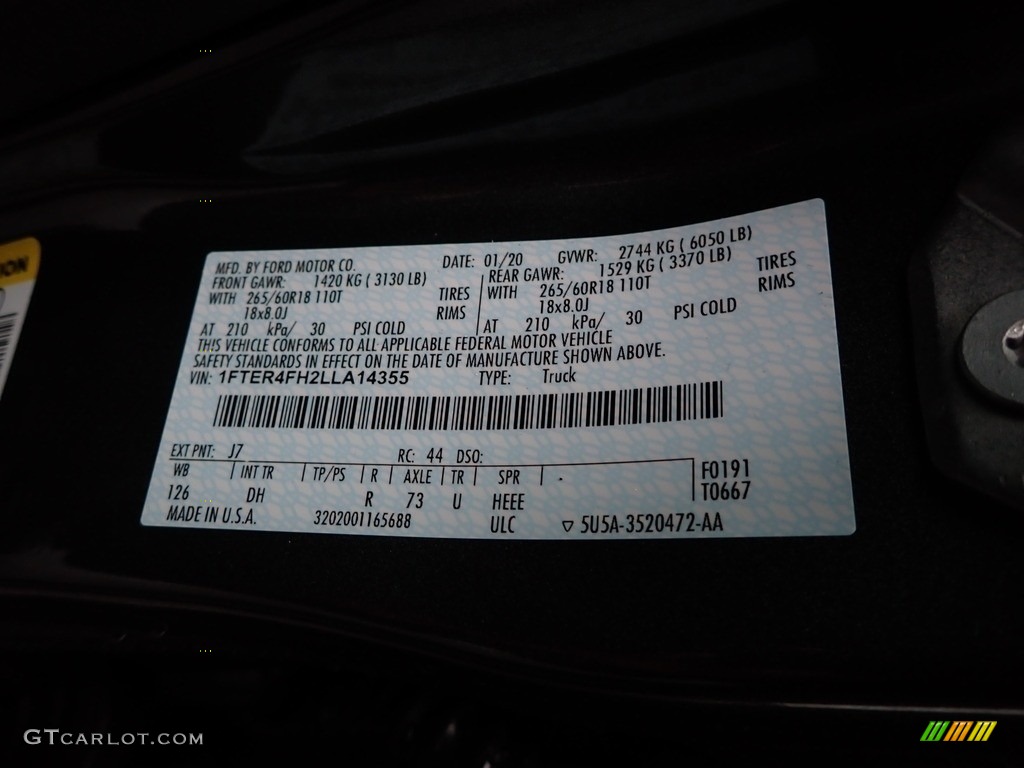 ION
MFD. BY FORD MOTOR CO. DATE: 01/20 GVWR: 2744 KG ( 6050 LB)
FRONT GAWR: 1420 KG ( 3130 LB) REAR GAWR: 1529 KG ( 3370 LB)
WITH 265/60R18 110T TIRES WITH 265/60R18 110T TIRES
18x8.0J RIMS 18x8.0J RIMS
AT 210 kPa/ 30 PSI COLD AT 210 kPa/ 30 PSI COLD
THIS VEHICLE CONFORMS TO ALL APPLICABLE FEDERAL MOTOR VEHICLE
SAFETY STANDARDS IN EFFECT ON THE DATE OF MANUFACTURE SHOWN ABOVE.
VIN: 1FTER4FH2LLA14355 TYPE: Truck
EXT PNT: J7 RC: 44 DSO:
WB INT TR TP/PS R AXLE TR SPR F0191
126 DH R 73 U HEEE T0667
MADE IN U.S.A. 3202001165688 ULC ▽ 5U5A-3520472-AA
GTCARLOT.COM